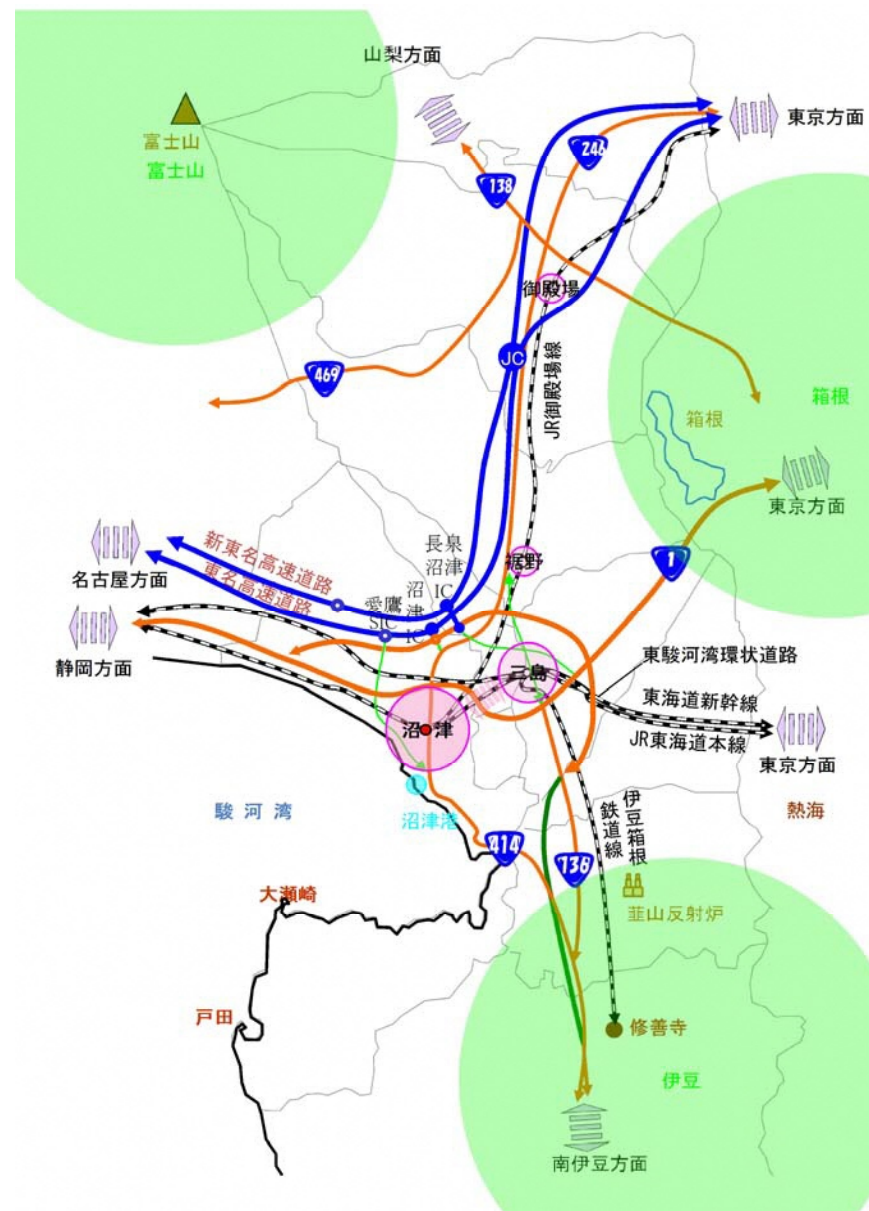 山梨方面
東京方面
富士山
富士山
246
138
御殿場
JC
469
JR御殿場線
箱根
箱根
東京方面
新東名高速道路
東名高速道路
名古屋方面
長泉
沼津
IC
沼津
IC
愛鷹
SIC
裾野
1
静岡方面
三島
東駿河湾環状道路
東海道新幹線
JR東海道本線
東京方面
沼津
駿河湾
沼津港
伊豆箱根
鉄道線
熱海
414
136
大瀬崎
韮山反射炉
戸田
修善寺
伊豆
南伊豆方面